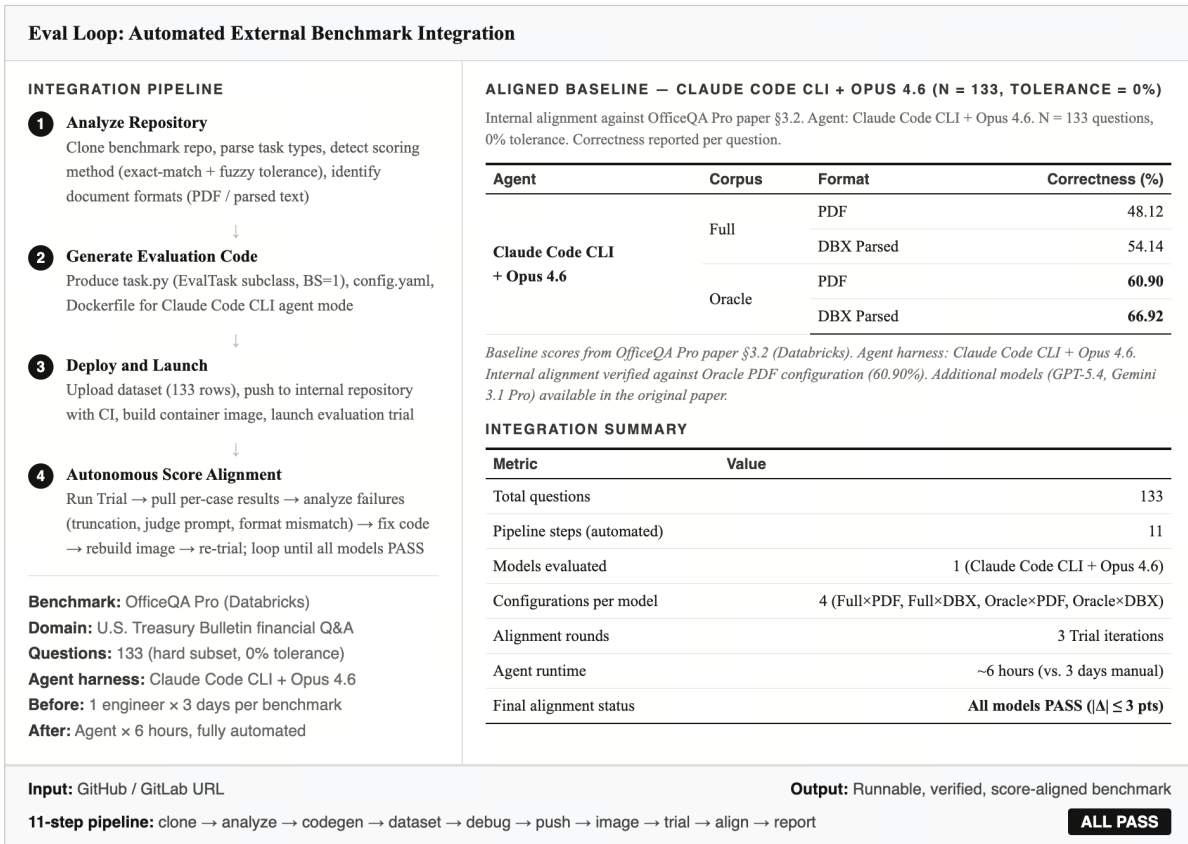 Eval Loop: Automated External Benchmark Integration
INTEGRATION PIPELINE
1 Analyze Repository
Clone benchmark repo, parse task types, detect scoring
method (exact-match + fuzzy tolerance), identify
document formats (PDF / parsed text)
↓
2 Generate Evaluation Code
Produce task.py (EvalTask subclass, BS=1), config.yaml,
Dockerfile for Claude Code CLI agent mode
↓
3 Deploy and Launch
Upload dataset (133 rows), push to internal repository
with CI, build container image, launch evaluation trial
↓
4 Autonomous Score Alignment
Run Trial → pull per-case results → analyze failures
(truncation, judge prompt, format mismatch) → fix code
→ rebuild image → re-trial; loop until all models PASS
Benchmark: OfficeQA Pro (Databricks)
Domain: U.S. Treasury Bulletin financial Q&A
Questions: 133 (hard subset, 0% tolerance)
Agent harness: Claude Code CLI + Opus 4.6
Before: 1 engineer × 3 days per benchmark
After: Agent × 6 hours, fully automated
ALIGNED BASELINE — CLAUDE CODE CLI + OPUS 4.6 (N = 133, TOLERANCE = 0%)
Internal alignment against OfficeQA Pro paper §3.2. Agent: Claude Code CLI + Opus 4.6. N = 133 questions,
0% tolerance. Correctness reported per question.
Agent Corpus Format Correctness (%)
Claude Code CLI
+ Opus 4.6
Full
PDF 48.12
DBX Parsed 54.14
Oracle
PDF 60.90
DBX Parsed 66.92
Baseline scores from OfficeQA Pro paper §3.2 (Databricks). Agent harness: Claude Code CLI + Opus 4.6.
Internal alignment verified against Oracle PDF configuration (60.90%). Additional models (GPT-5.4, Gemini
3.1 Pro) available in the original paper.
INTEGRATION SUMMARY
Metric Value
Total questions 133
Pipeline steps (automated) 11
Models evaluated 1 (Claude Code CLI + Opus 4.6)
Configurations per model 4 (Full×PDF, Full×DBX, Oracle×PDF, Oracle×DBX)
Alignment rounds 3 Trial iterations
Agent runtime ~6 hours (vs. 3 days manual)
Final alignment status All models PASS (|Δ| ≤ 3 pts)
Input: GitHub / GitLab URL
Output: Runnable, verified, score-aligned benchmark
11-step pipeline: clone → analyze → codegen → dataset → debug → push → image → trial → align → report
ALL PASS